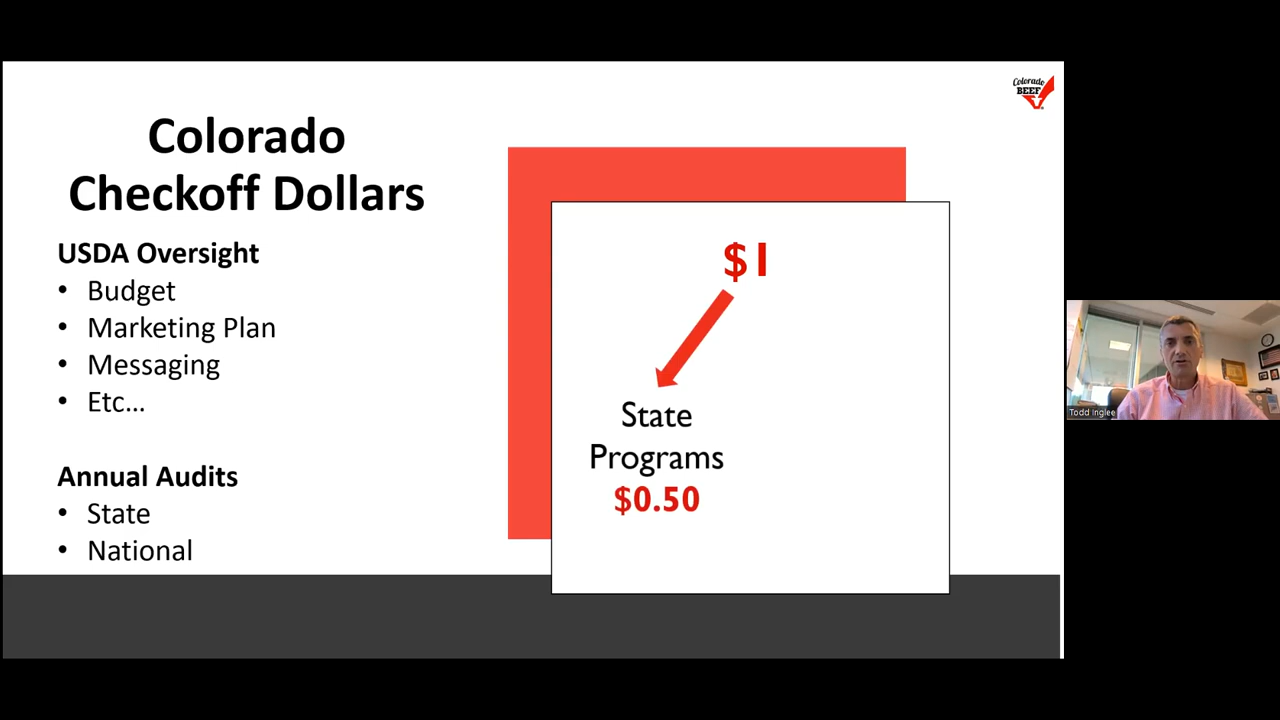 Colorado
BEEF
Colorado
Checkoff Dollars
USDA Oversight
• Budget
• Marketing Plan
• Messaging
• Etc...
Annual Audits
• State
• National
$1
State
Programs
$0.50
Todd Inglee